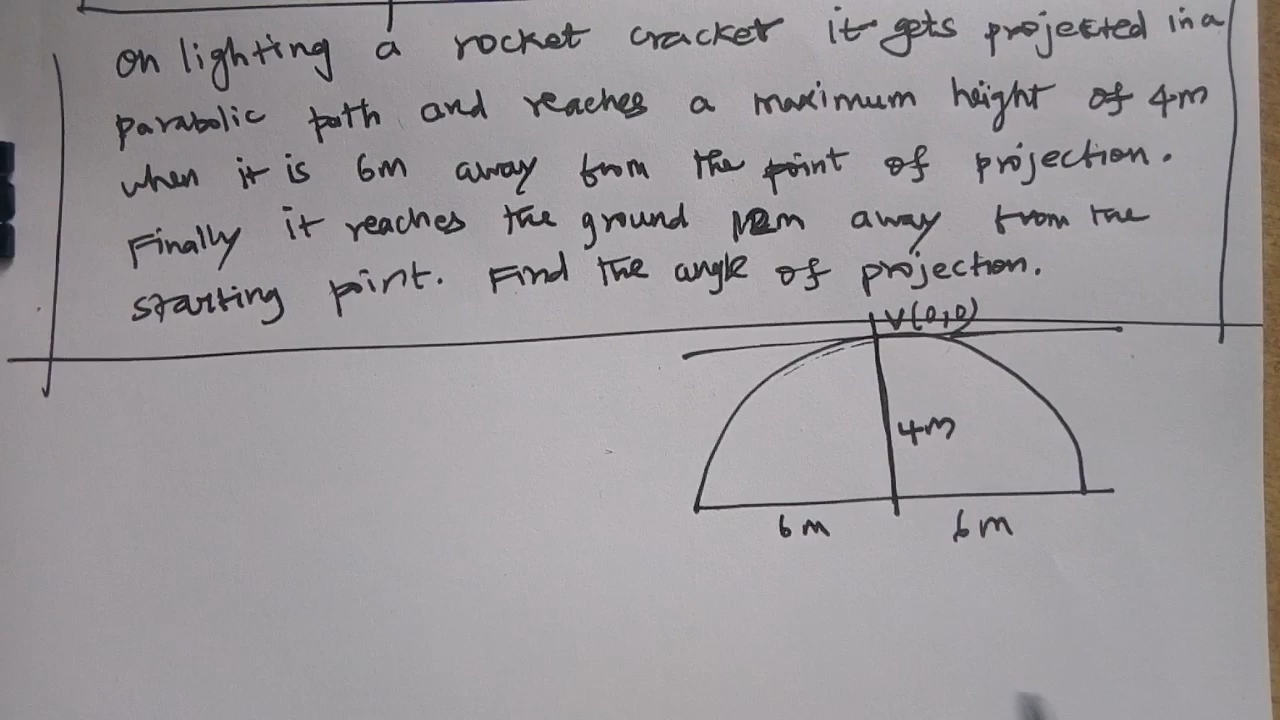 on lighting a rocket cracket it gets projected in a
parabolic path and reaches a maximum height of 4m
when it is 6m away from the point of projection.
Finally it reaches the ground 12m away from the
starting point. Find the angle of projection.
V(0,0)
4m
6m
6m